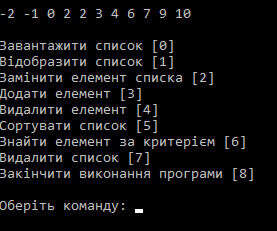 -2 -1 0 2 2 3 4 6 7 9 10
Завантажити список [0]
Відобразити список [1]
Замінити елемент списка [2]
Додати елемент [3]
Видалити елемент [4]
Сортувати список [5]
Знайти елемент за критерієм [6]
Видалити список [7]
Закінчити виконання програми [8]
Оберіть команду: